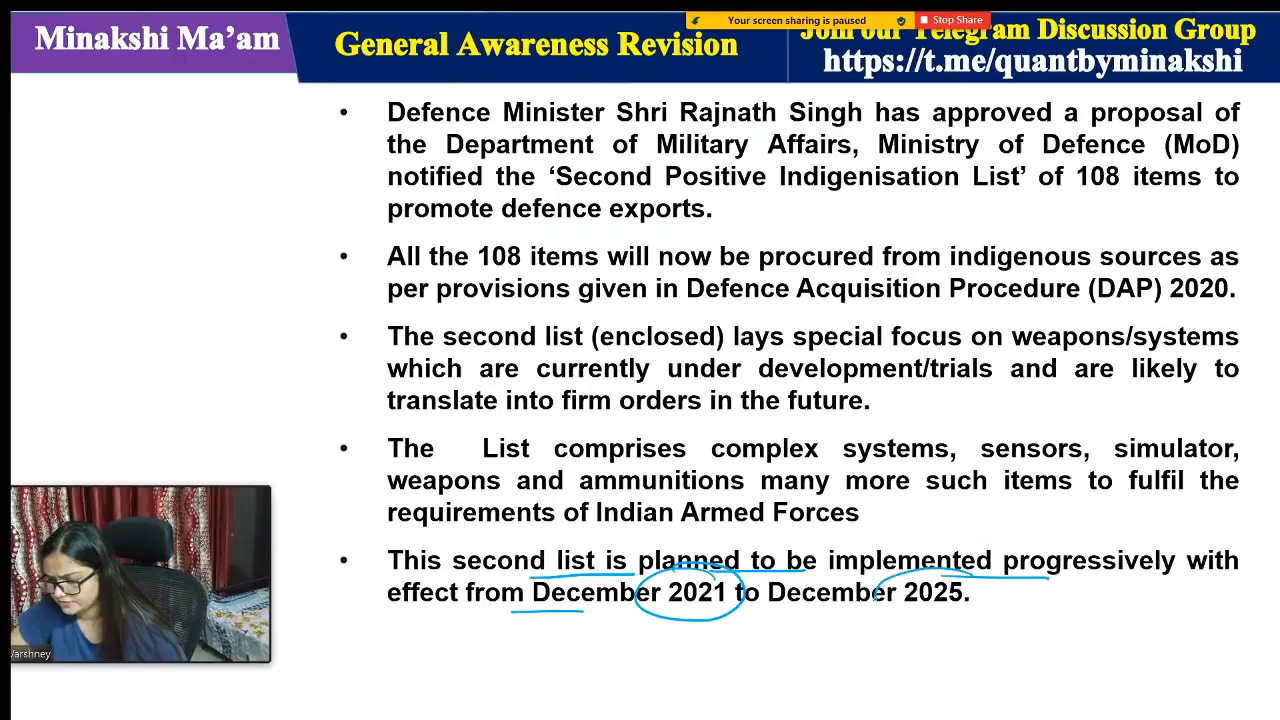 Minakshi Ma’am
General Awareness Revision
Your screen sharing is paused
Stop Share
Join our Telegram Discussion Group
https://t.me/quantbyminakshi
• Defence Minister Shri Rajnath Singh has approved a proposal of
the Department of Military Affairs, Ministry of Defence (MoD)
notified the ‘Second Positive Indigenisation List’ of 108 items to
promote defence exports.
• All the 108 items will now be procured from indigenous sources as
per provisions given in Defence Acquisition Procedure (DAP) 2020.
• The second list (enclosed) lays special focus on weapons/systems
which are currently under development/trials and are likely to
translate into firm orders in the future.
• The List comprises complex systems, sensors, simulator,
weapons and ammunitions many more such items to fulfil the
requirements of Indian Armed Forces
• This second list is planned to be implemented progressively with
effect from December 2021 to December 2025.
Varshney